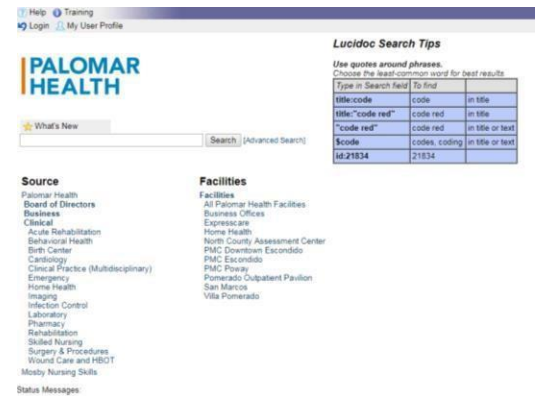 Help Training
Login My User Profile
PALOMAR
HEALTH
What's New
Search [Advanced Search]
Lucidoc Search Tips
Use quotes around phrases.
Choose the least-common word for best results
Type in Search field To find
title:code code in title
title:"code red" code red in title
"code red" code red in title or text
$code codes, coding in title or text
id:21834 21834
Source
Palomar Health
Board of Directors
Business
Clinical
Acute Rehabilitation
Behavioral Health
Birth Center
Cardiology
Clinical Practice (Multidisciplinary)
Emergency
Home Health
Imaging
Infection Control
Laboratory
Pharmacy
Rehabilitation
Skilled Nursing
Surgery & Procedures
Wound Care and HBOT
Mosby Nursing Skills
Facilities
Facilities
All Palomar Health Facilities
Business Offices
Expresscare
Home Health
North County Assessment Center
PMC Downtown Escondido
PMC Escondido
PMC Poway
Pomerado Outpatient Pavilion
San Marcos
Villa Pomerado
Status Messages: